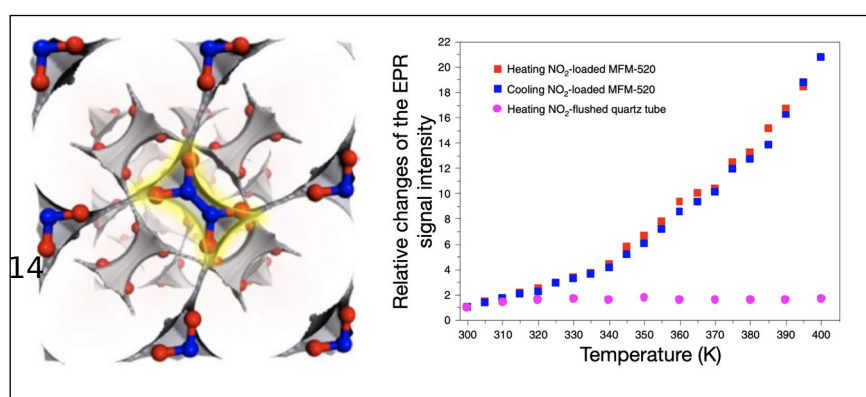 14
Relative changes of the EPR
signal intensity
22
20
18
16
14
12
10
8
6
4
2
0
Heating NO₂-loaded MFM-520
Cooling NO₂-loaded MFM-520
Heating NO₂-flushed quartz tube
300 310 320 330 340 350 360 370 380 390 400
Temperature (K)